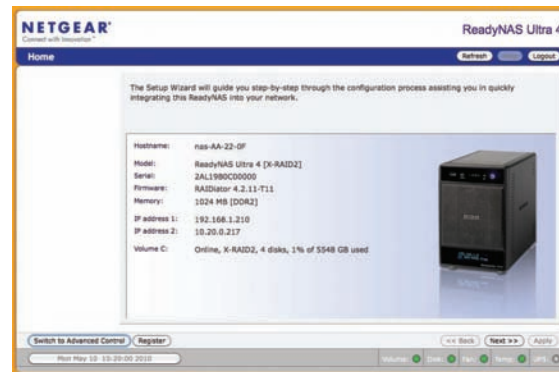 NETGEAR®
Connect with Innovation™
ReadyNAS Ultra 4
Home
Refresh
Logout
The Setup Wizard will guide you step-by-step through the configuration process assisting you in quickly
integrating this ReadyNAS into your network.
Hostname: nas-AA-22-0F
Model: ReadyNAS Ultra 4 [X-RAID2]
Serial: 2AL1980C00000
Firmware: RAIDiator 4.2.11-T11
Memory: 1024 MB [DDR2]
IP address 1: 192.168.1.210
IP address 2: 10.20.0.217
Volume C: Online, X-RAID2, 4 disks, 1% of 5548 GB used
Switch to Advanced Control
Register
<< Back
Next >>
Apply
Mon May 10 15:29:00 2010
Volume:
Disk:
Fan:
Temp:
UPS: